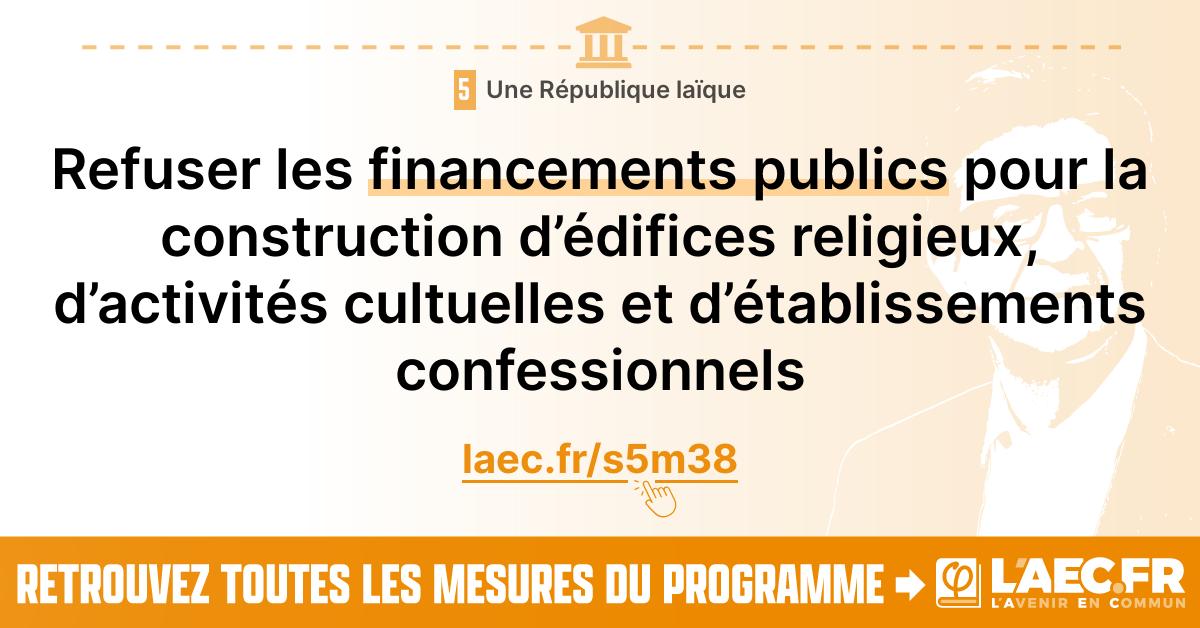 5 Une République laïque
Refuser les financements publics pour la
construction d’édifices religieux,
d’activités cultuelles et d’établissements
confessionnels
laec.fr/s5m38
RETROUVEZ TOUTES LES MESURES DU PROGRAMME
φ L'AEC.FR
L'AVENIR EN COMMUN